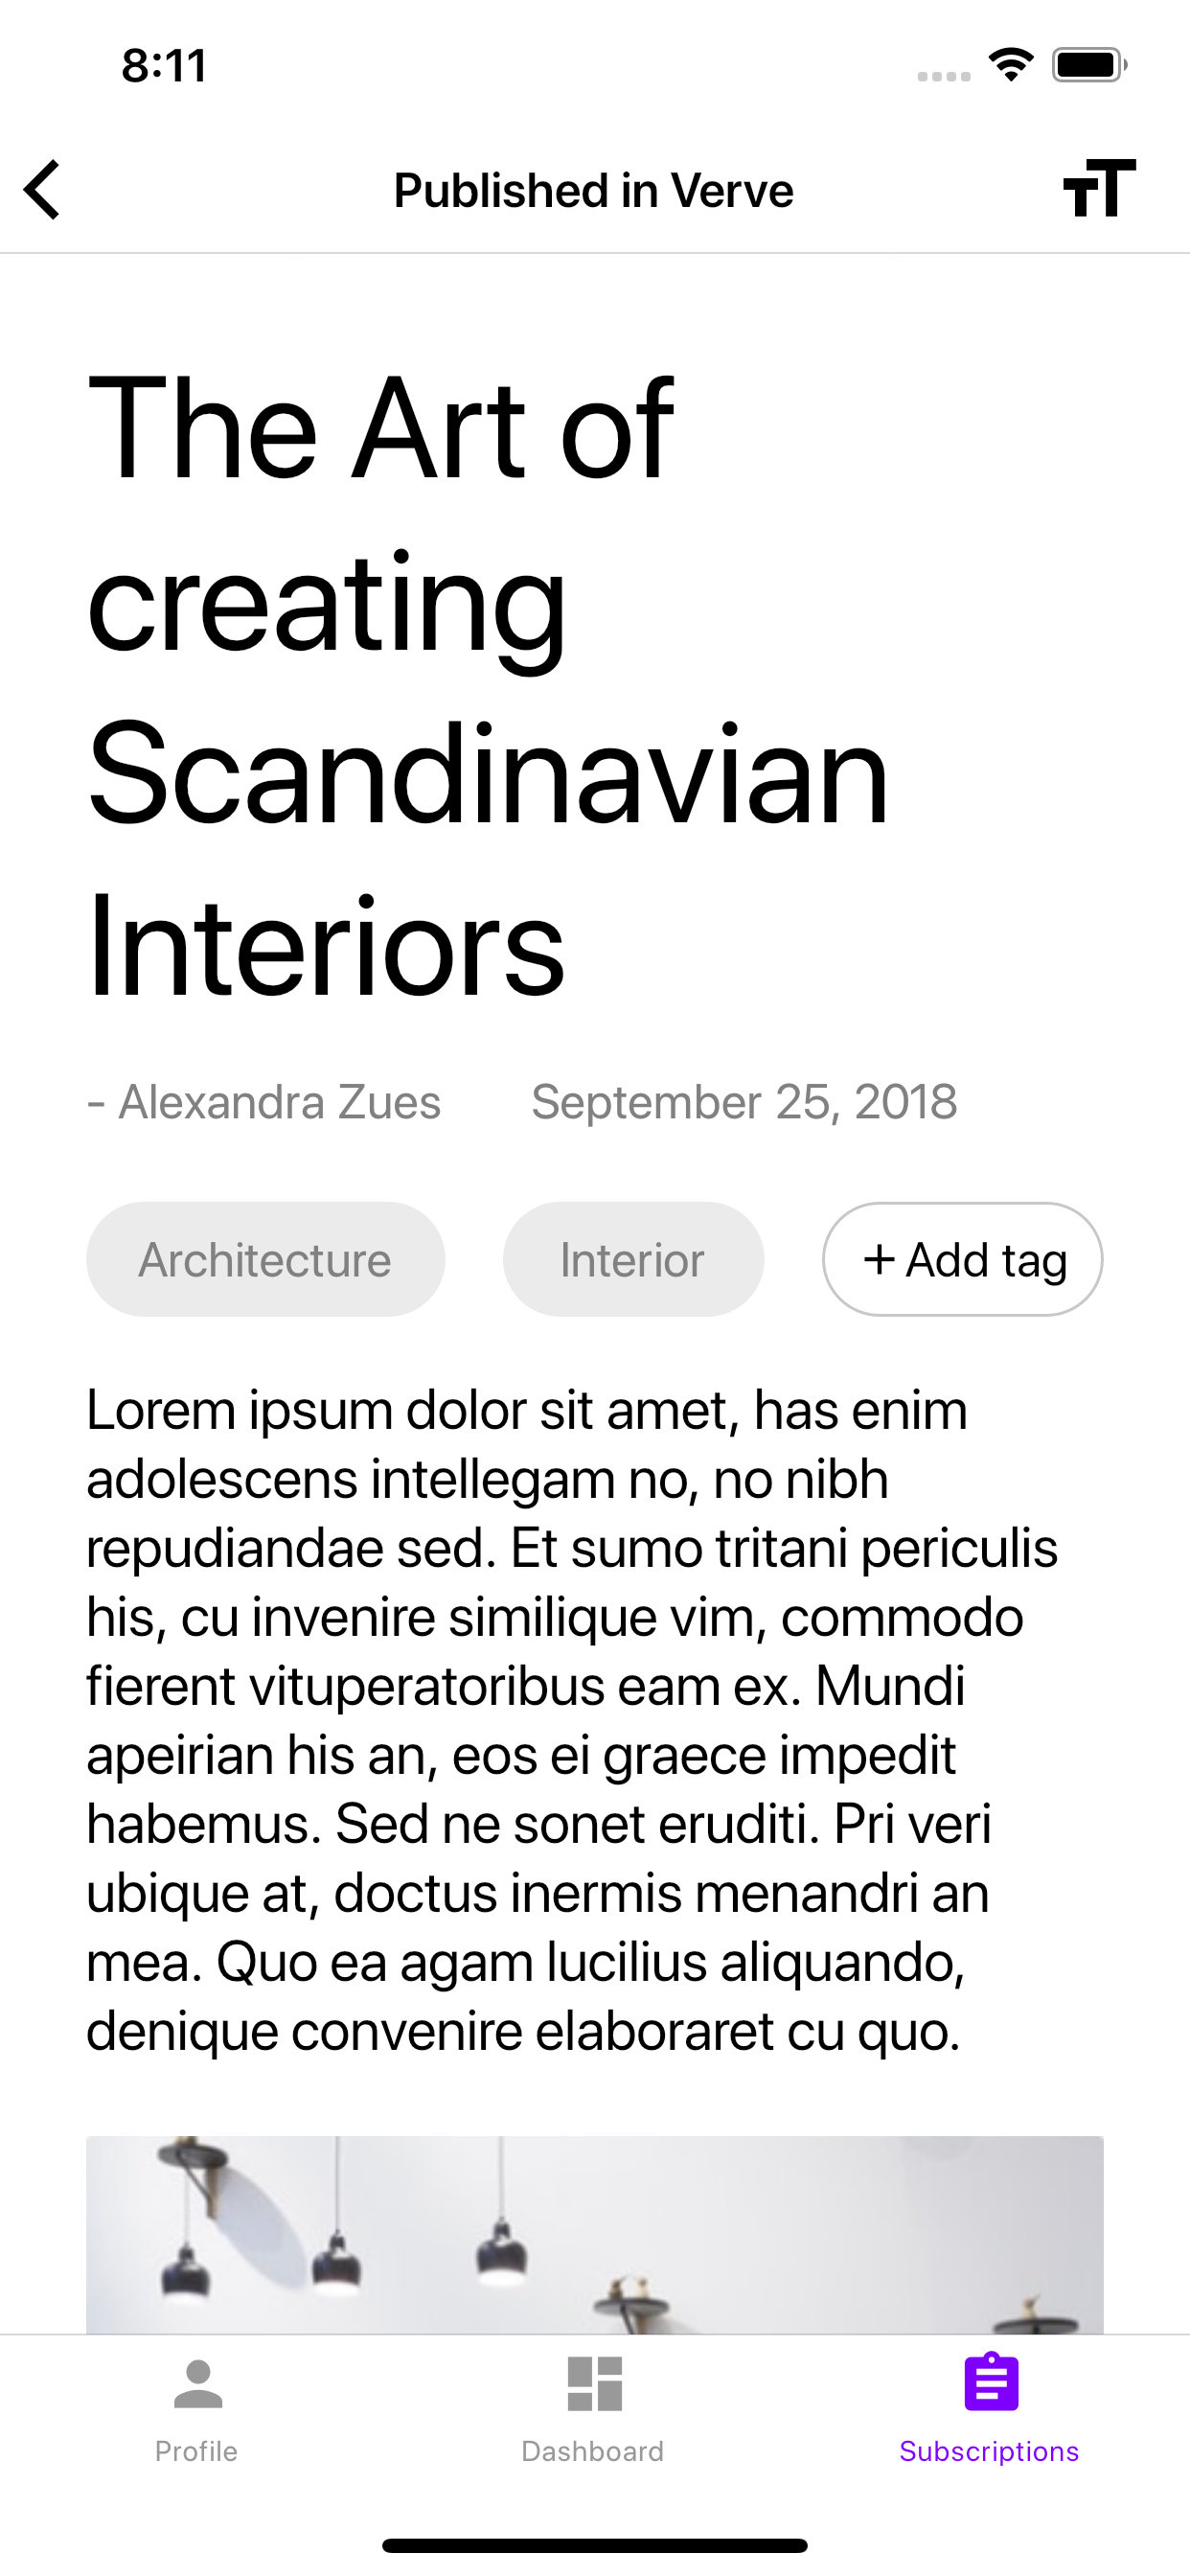 8:11
Published in Verve
The Art of
creating
Scandinavian
Interiors
- Alexandra Zues September 25, 2018
Architecture Interior + Add tag
Lorem ipsum dolor sit amet, has enim
adolescens intellegam no, no nibh
repudiandae sed. Et sumo tritani periculis
his, cu invenire similique vim, commodo
fierent vituperatoribus eam ex. Mundi
apeirian his an, eos ei graece impedit
habemus. Sed ne sonet eruditi. Pri veri
ubique at, doctus inermis menandri an
mea. Quo ea agam lucilius aliquando,
denique convenire elaboraret cu quo.
Profile Dashboard Subscriptions